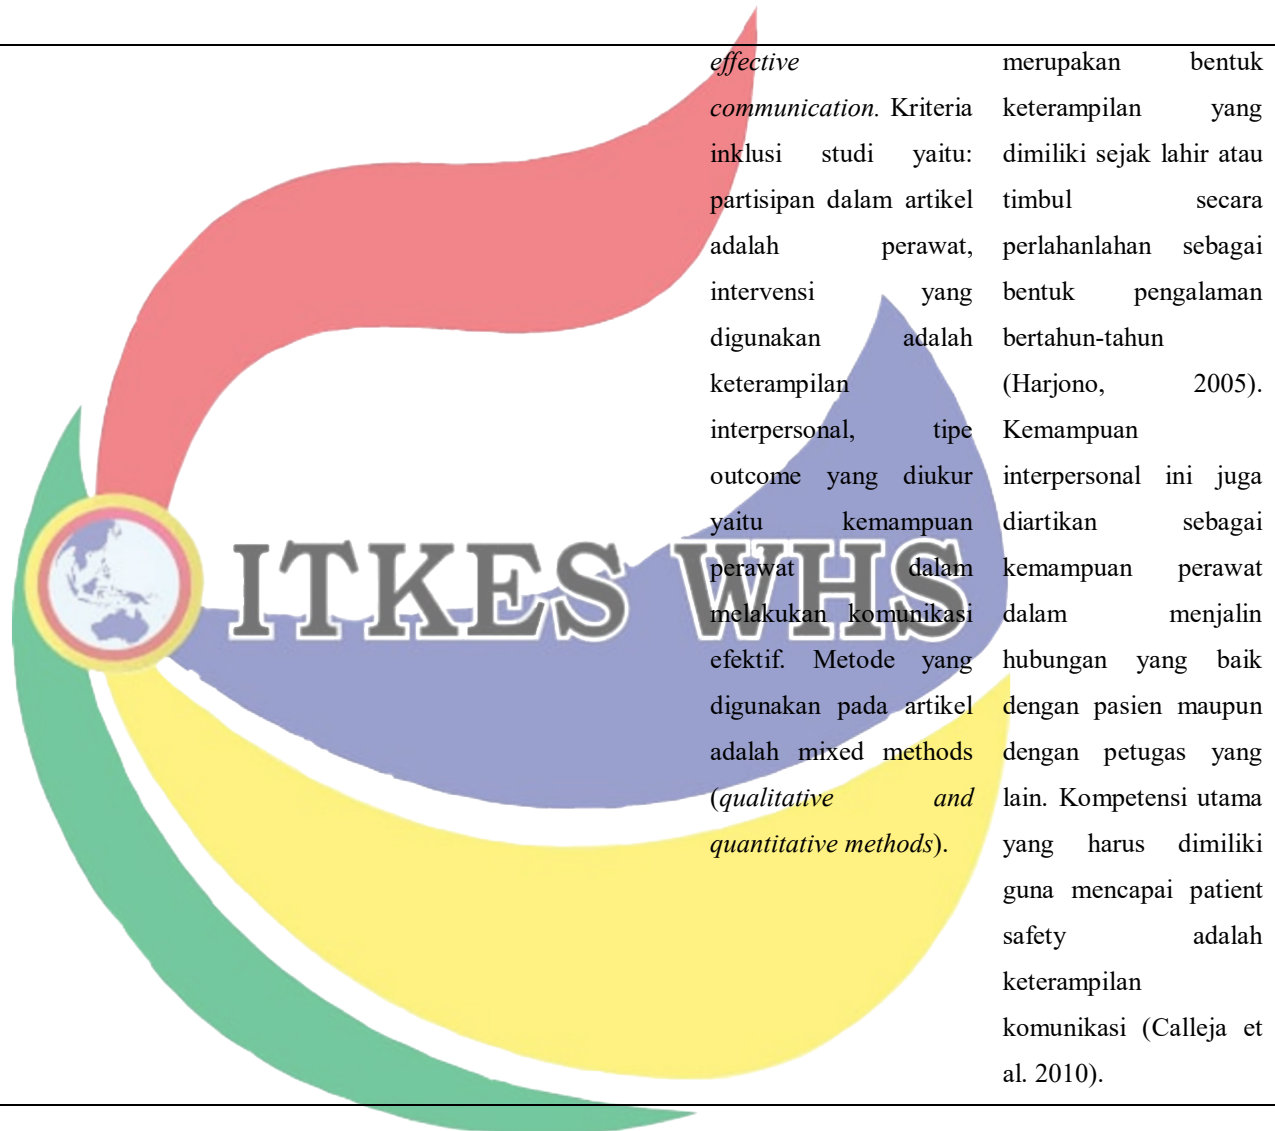 effective
communication. Kriteria
inklusi studi yaitu:
partisipan dalam artikel
adalah perawat,
intervensi yang
digunakan adalah
keterampilan
interpersonal, tipe
outcome yang diukur
yaitu kemampuan
perawat dalam
melakukan komunikasi
efektif. Metode yang
digunakan pada artikel
adalah mixed methods
(qualitative and
quantitative methods).
merupakan bentuk
keterampilan yang
dimiliki sejak lahir atau
timbul secara
perlahanlahan sebagai
bentuk pengalaman
bertahun-tahun
(Harjono, 2005).
Kemampuan
interpersonal ini juga
diartikan sebagai
kemampuan perawat
dalam menjalin
hubungan yang baik
dengan pasien maupun
dengan petugas yang
lain. Kompetensi utama
yang harus dimiliki
guna mencapai patient
safety adalah
keterampilan
komunikasi (Calleja et
al. 2010).
ITKES WHS